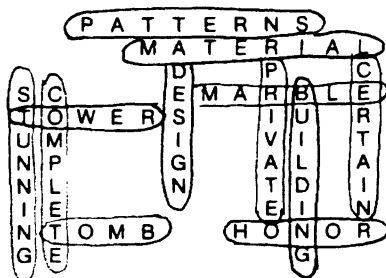 PATTERNS
MATERIAL
DESIGN
PRIVATE
CERTAIN
STUNNING
COMPLETE
MARBLE
BUILDING
TOWER
TOMB
HONOR